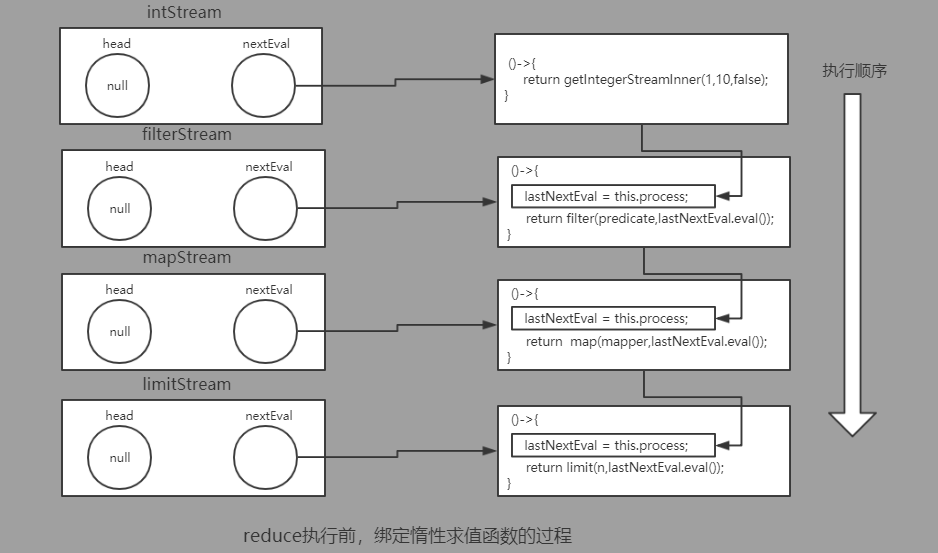 intStream
head
nextEval
null
()->{
return getIntegerStreamInner(1,10,false);
}
执行顺序
filterStream
head
nextEval
null
()->{
lastNextEval = this.process;
return filter(predicate,lastNextEval.eval());
}
mapStream
head
nextEval
null
()->{
lastNextEval = this.process;
return map(mapper,lastNextEval.eval());
}
limitStream
head
nextEval
null
()->{
lastNextEval = this.process;
return limit(n,lastNextEval.eval());
}
reduce执行前，绑定惰性求值函数的过程